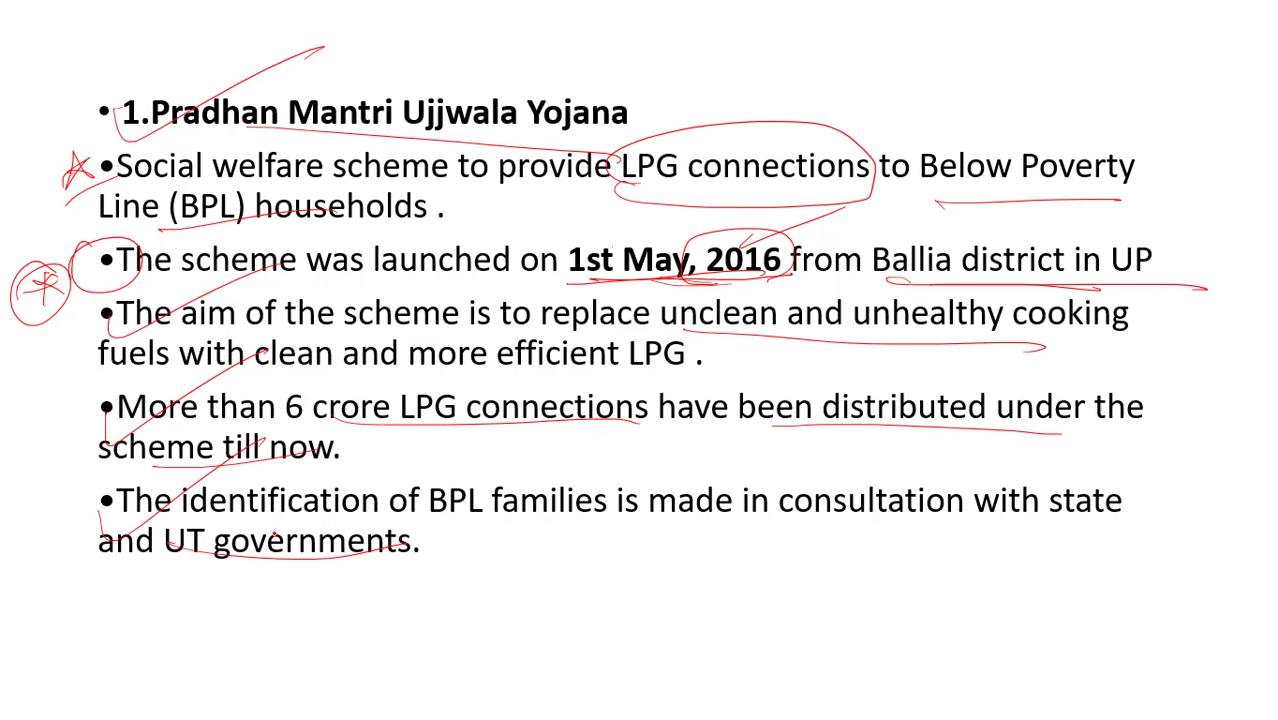 • 1.Pradhan Mantri Ujjwala Yojana
•Social welfare scheme to provide LPG connections to Below Poverty
Line (BPL) households .
•The scheme was launched on 1st May, 2016 from Ballia district in UP
•The aim of the scheme is to replace unclean and unhealthy cooking
fuels with clean and more efficient LPG .
•More than 6 crore LPG connections have been distributed under the
scheme till now.
•The identification of BPL families is made in consultation with state
and UT governments.